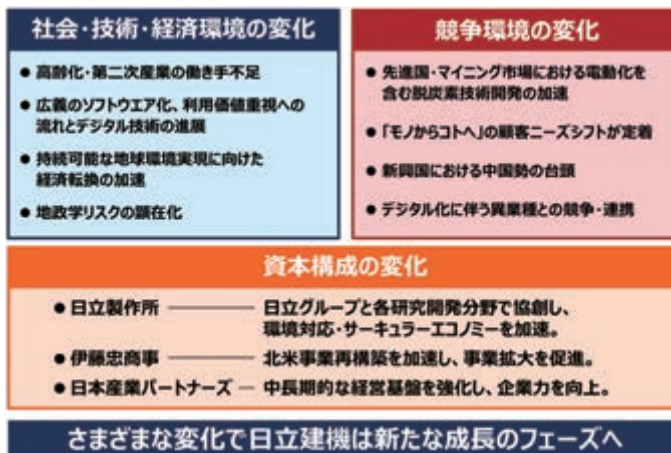 社会・技術・経済環境の変化
● 高齢化・第二次産業の働き手不足
● 広義のソフトウエア化、利用価値重視への
流れとデジタル技術の進展
● 持続可能な地球環境実現に向けた
経済転換の加速
● 地政学リスクの顕在化
競争環境の変化
● 先進国・マイニング市場における電動化を
含む脱炭素技術開発の加速
● 「モノからコトへ」の顧客ニーズシフトが定着
● 新興国における中国勢の台頭
● デジタル化に伴う異業種との競争・連携
資本構成の変化
● 日立製作所 ――― 日立グループと各研究開発分野で協創し、
環境対応・サーキュラーエコノミーを加速。
● 伊藤忠商事 ――― 北米事業再構築を加速し、事業拡大を促進。
● 日本産業パートナーズ ― 中長期的な経営基盤を強化し、企業力を向上。
さまざまな変化で日立建機は新たな成長のフェーズへ